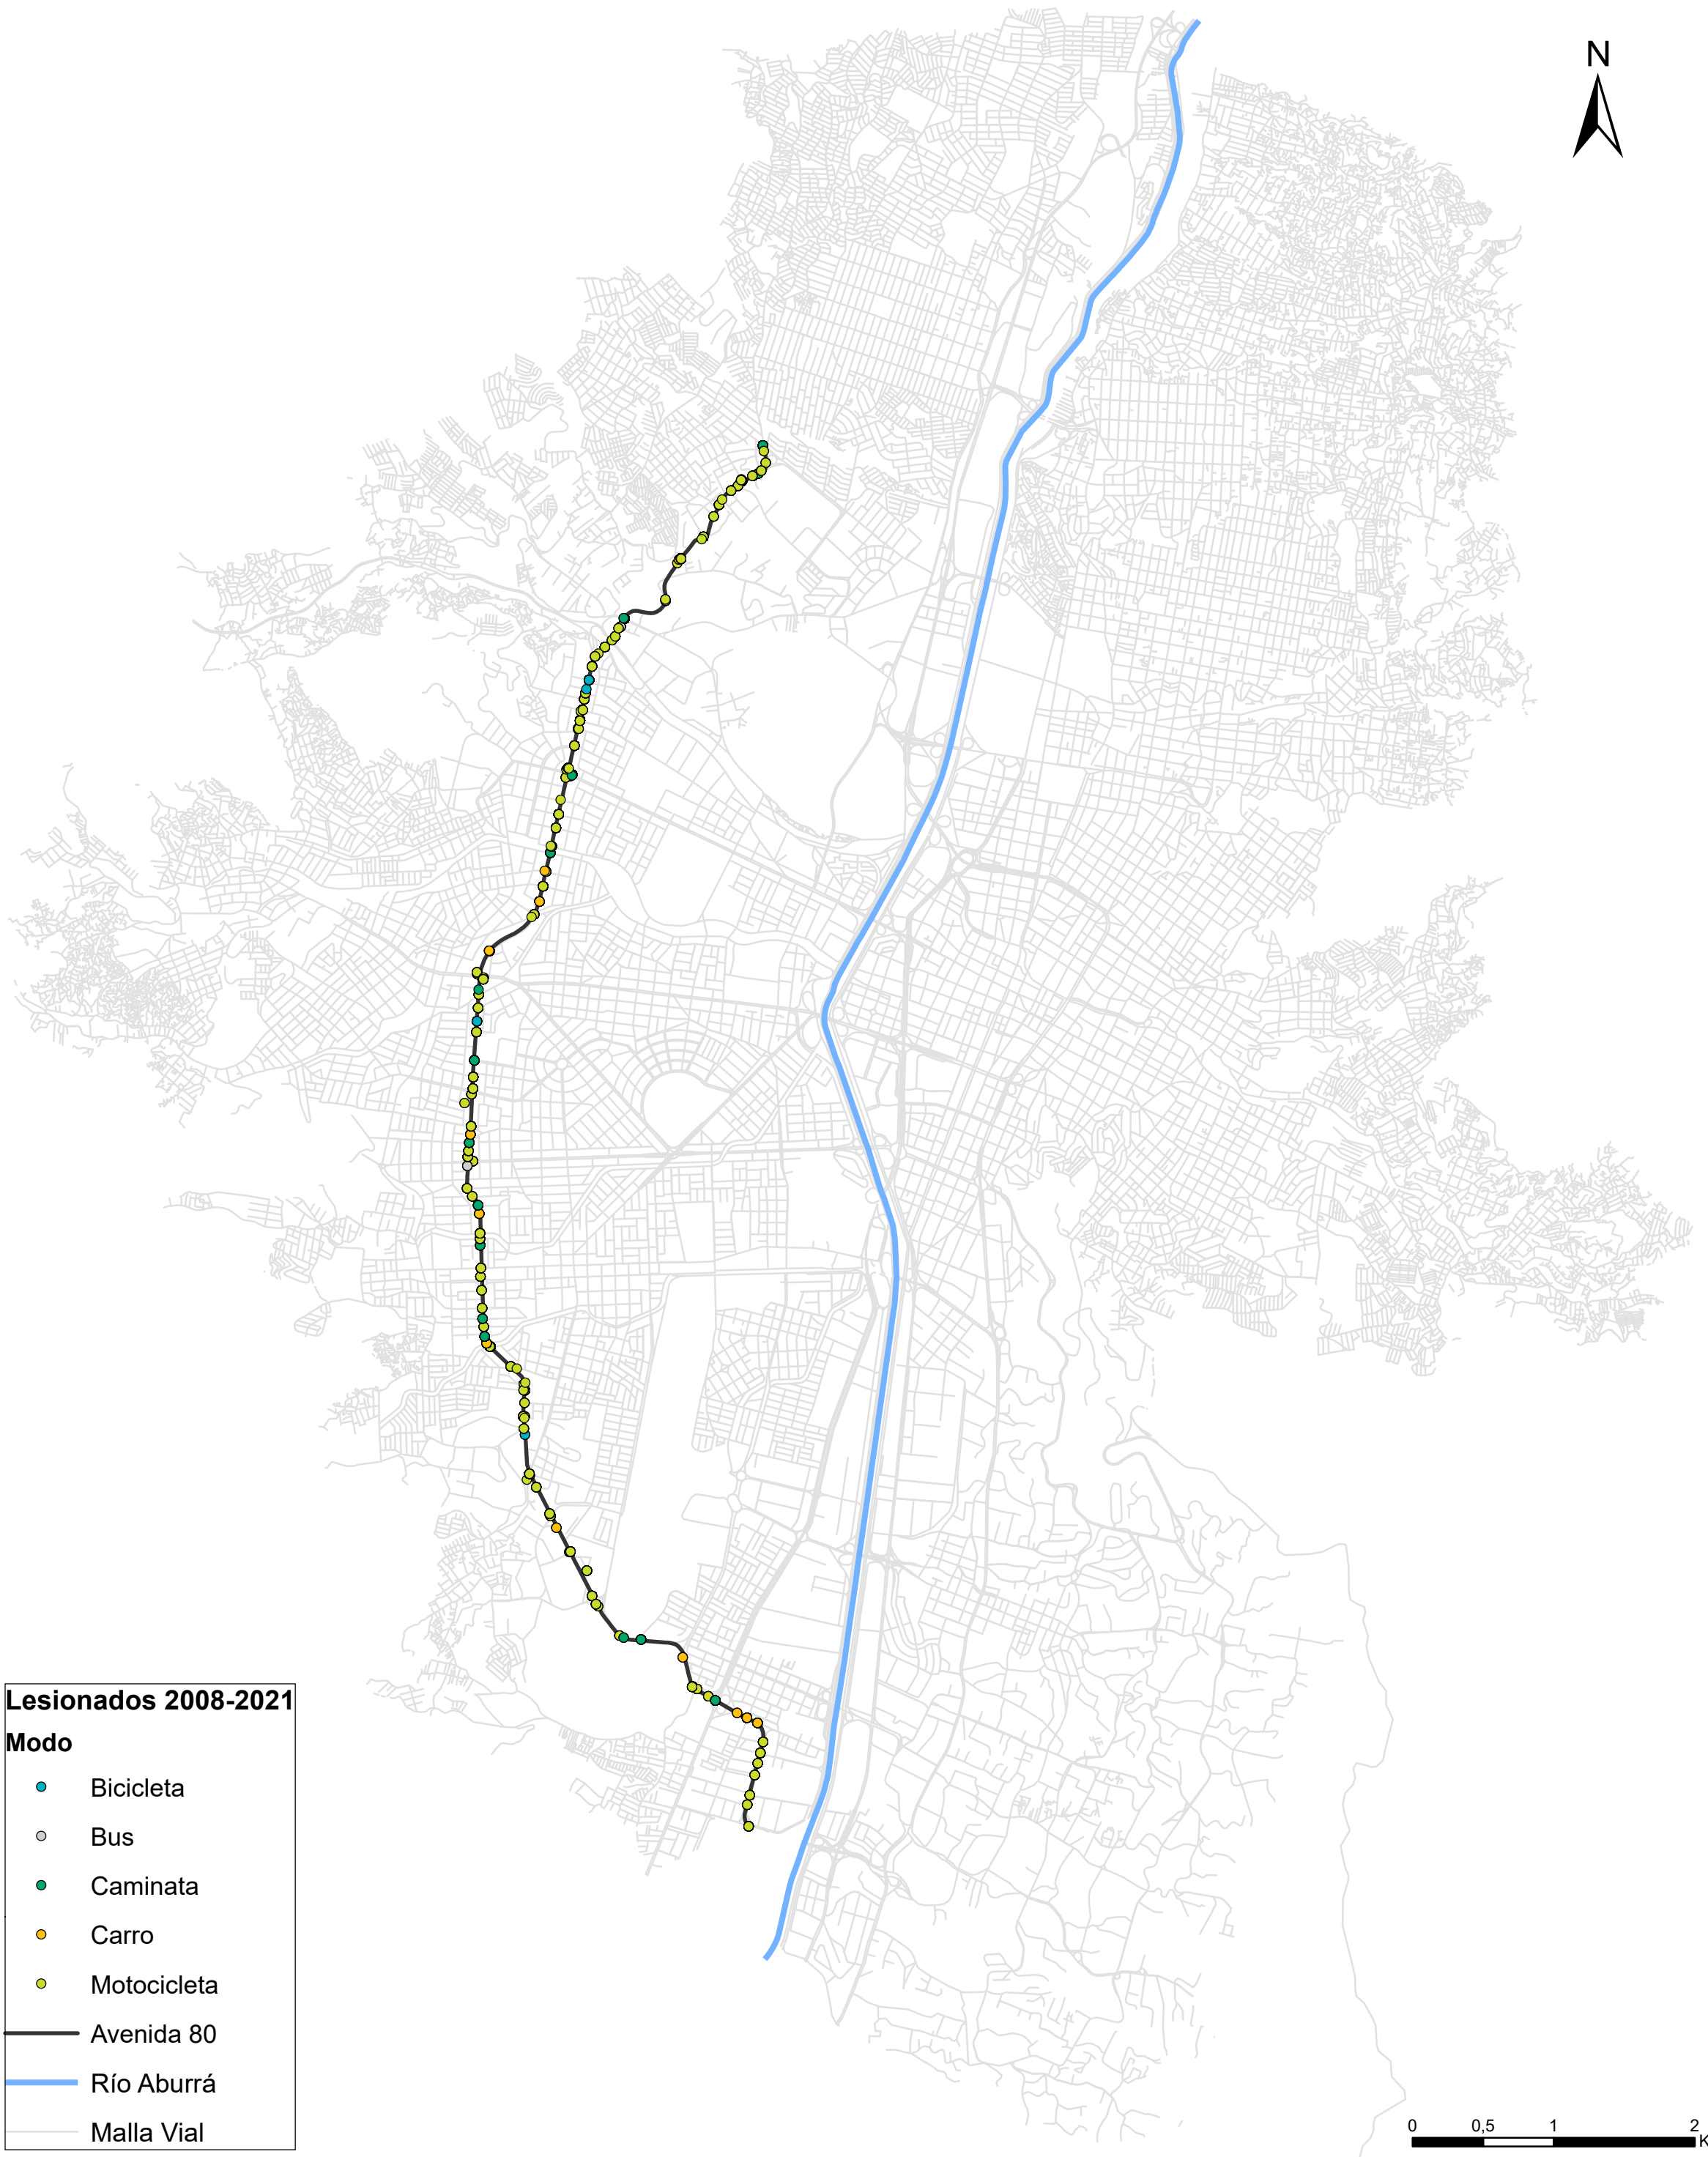 N
Lesionados 2008-2021
Modo
Bicicleta
Bus
Caminata
Carro
Motocicleta
Avenida 80
Río Aburrá
Malla Vial
0 0,5 1 2
K